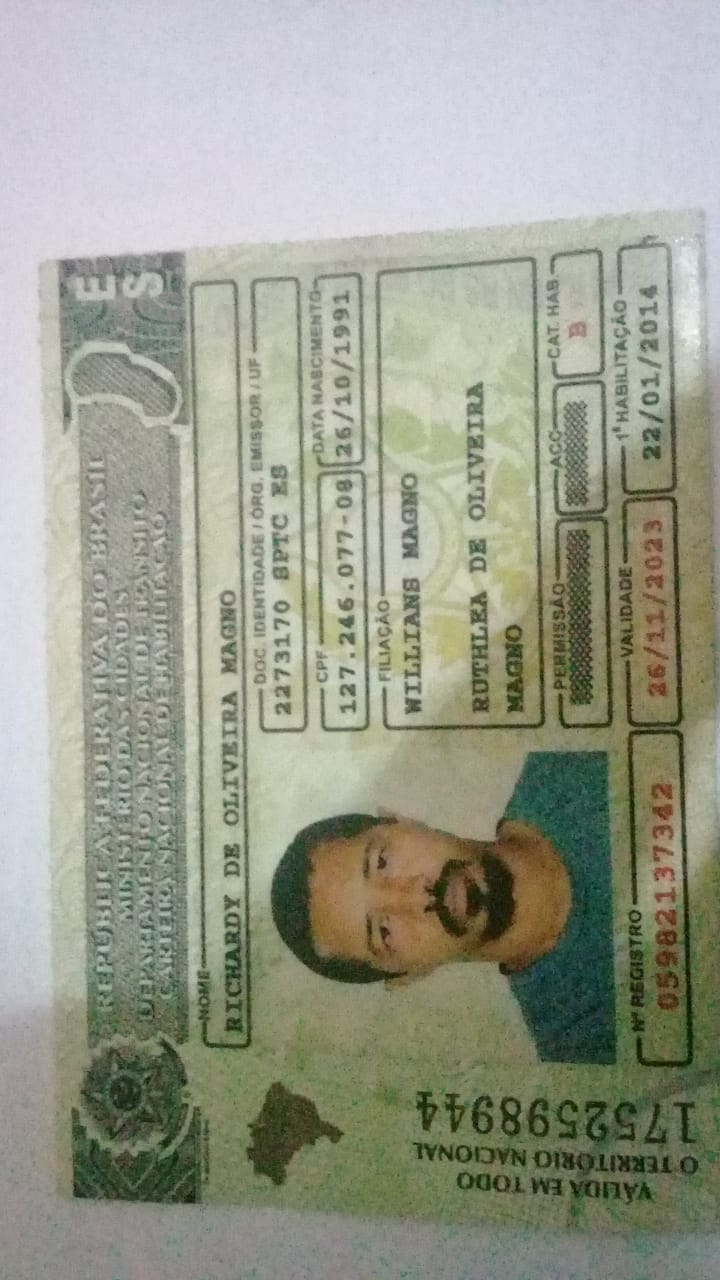 REPÚBLICA FEDERATIVA DO BRASIL
MINISTÉRIO DAS CIDADES
DEPARTAMENTO NACIONAL DE TRÂNSITO
CARTEIRA NACIONAL DE HABILITAÇÃO
ES
NOME
RICHARDY DE OLIVEIRA MAGNO
DOC. IDENTIDADE / ÓRG. EMISSOR / UF
2273170 SPTC ES
CPF
127.246.077-08
DATA NASCIMENTO
26/10/1991
FILIAÇÃO
WILLIANS MAGNO
RUTHLEA DE OLIVEIRA
MAGNO
PERMISSÃO
ACC
CAT. HAB.
B
Nº REGISTRO
05982137342
VALIDADE
26/11/2023
1ª HABILITAÇÃO
22/01/2014
VÁLIDA EM TODO
O TERRITÓRIO NACIONAL
1752598944